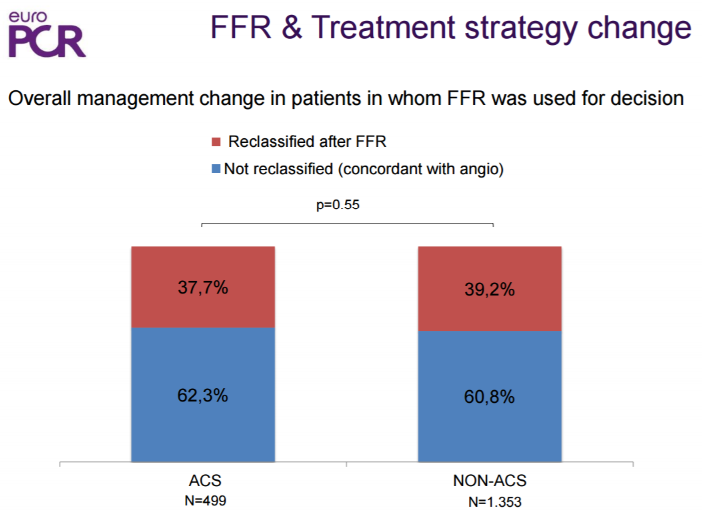 euro
PCR
FFR & Treatment strategy change
Overall management change in patients in whom FFR was used for decision
Reclassified after FFR
Not reclassified (concordant with angio)
p=0.55
37,7%
39,2%
62,3%
60,8%
ACS
NON-ACS
N=499
N=1.353